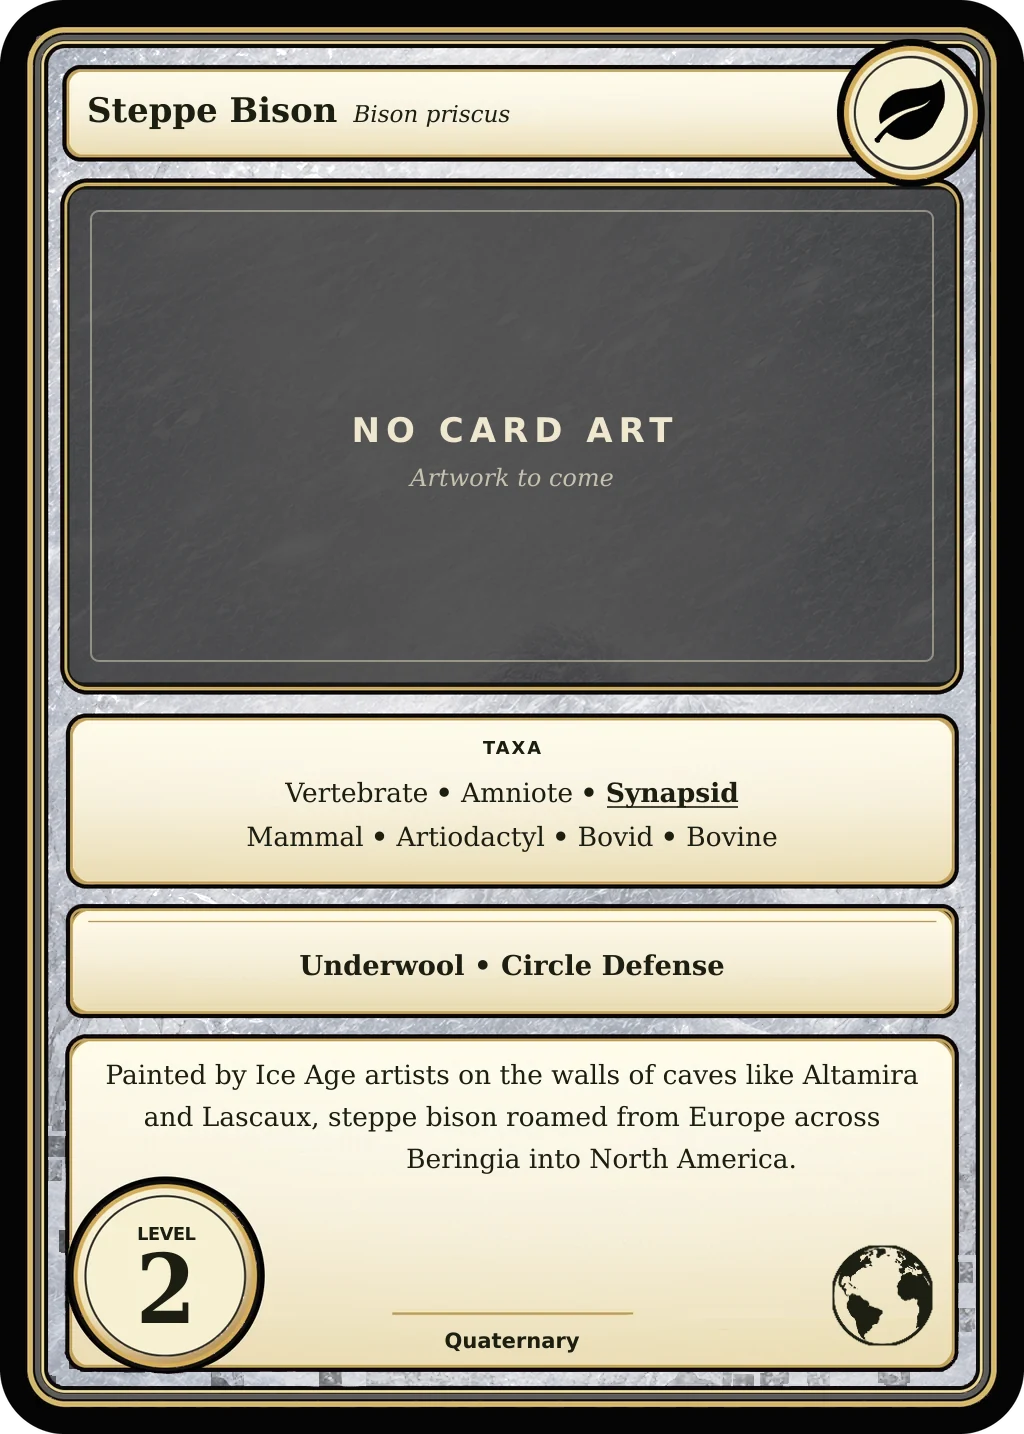 Steppe Bison Bison priscus
NO CARD ART
Artwork to come
TAXA
Vertebrate • Amniote • Synapsid
Mammal • Artiodactyl • Bovid • Bovine
Underwool • Circle Defense
Painted by Ice Age artists on the walls of caves like Altamira
and Lascaux, steppe bison roamed from Europe across
Beringia into North America.
LEVEL
2
Quaternary